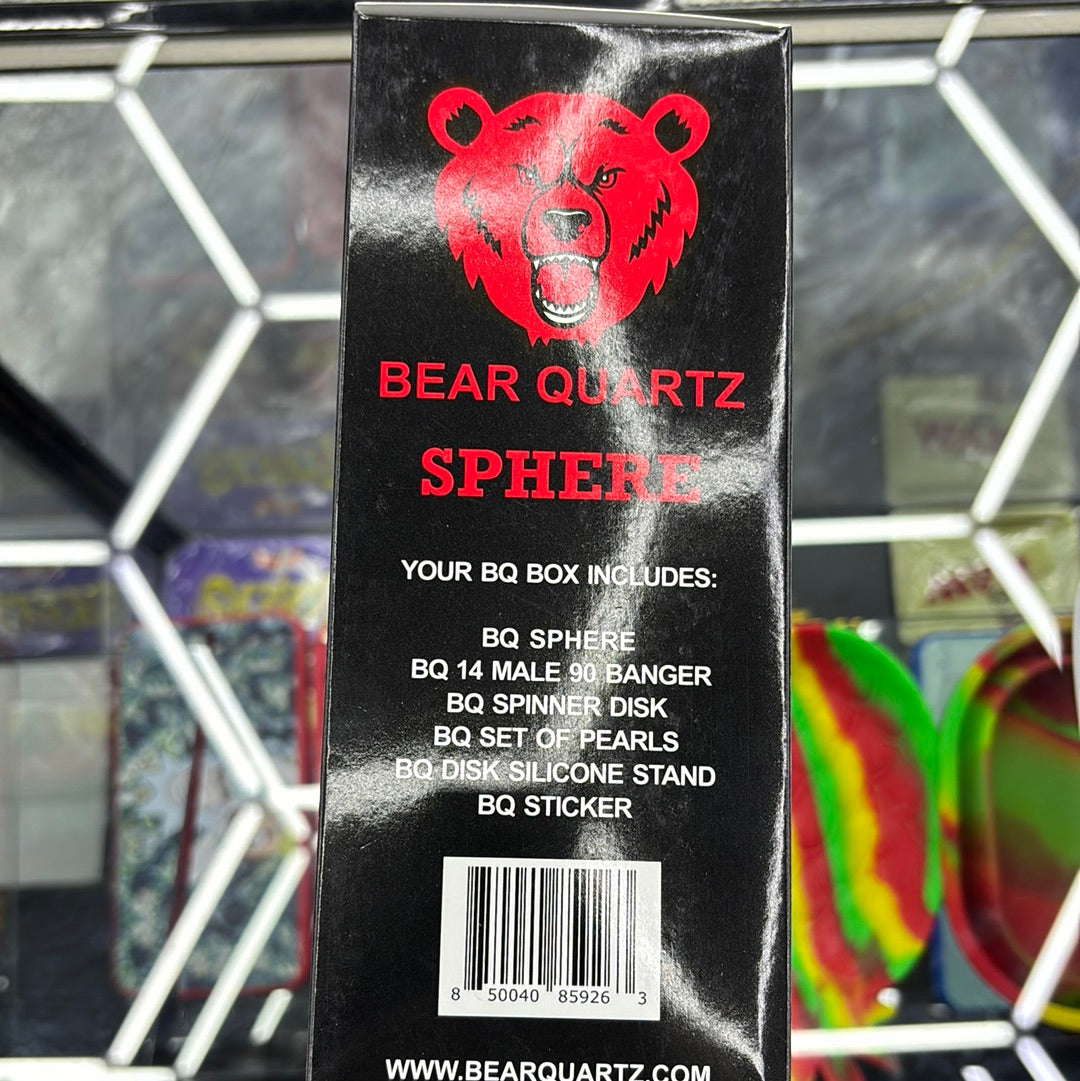 BEAR QUARTZ
SPHERE
YOUR BQ BOX INCLUDES:
BQ SPHERE
BQ 14 MALE 90 BANGER
BQ SPINNER DISK
BQ SET OF PEARLS
BQ DISK SILICONE STAND
BQ STICKER
8 50040 85926 3
WWW.BEARQUARTZ.COM